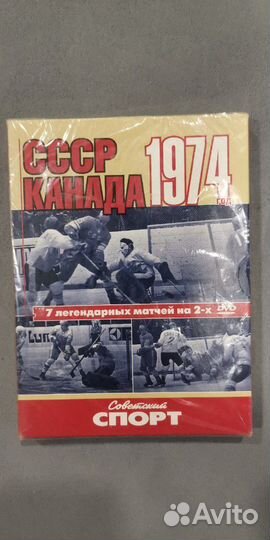 СССР
КАНАДА
1974
год
7 легендарных матчей на 2-х DVD
Советский
СПОРТ
Avito